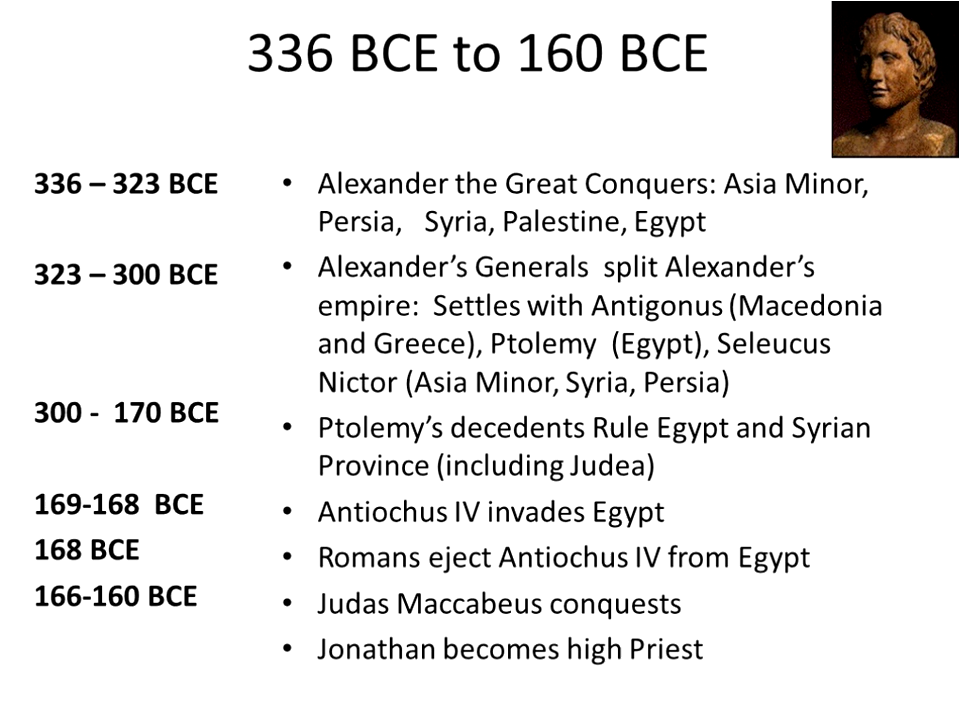 336 BCE to 160 BCE
336 – 323 BCE
• Alexander the Great Conquers: Asia Minor,
Persia, Syria, Palestine, Egypt
323 – 300 BCE
• Alexander’s Generals split Alexander’s
empire: Settles with Antigonus (Macedonia
and Greece), Ptolemy (Egypt), Seleucus
Nictor (Asia Minor, Syria, Persia)
300 - 170 BCE
• Ptolemy’s decedents Rule Egypt and Syrian
Province (including Judea)
169-168 BCE
• Antiochus IV invades Egypt
168 BCE
• Romans eject Antiochus IV from Egypt
166-160 BCE
• Judas Maccabeus conquests
• Jonathan becomes high Priest